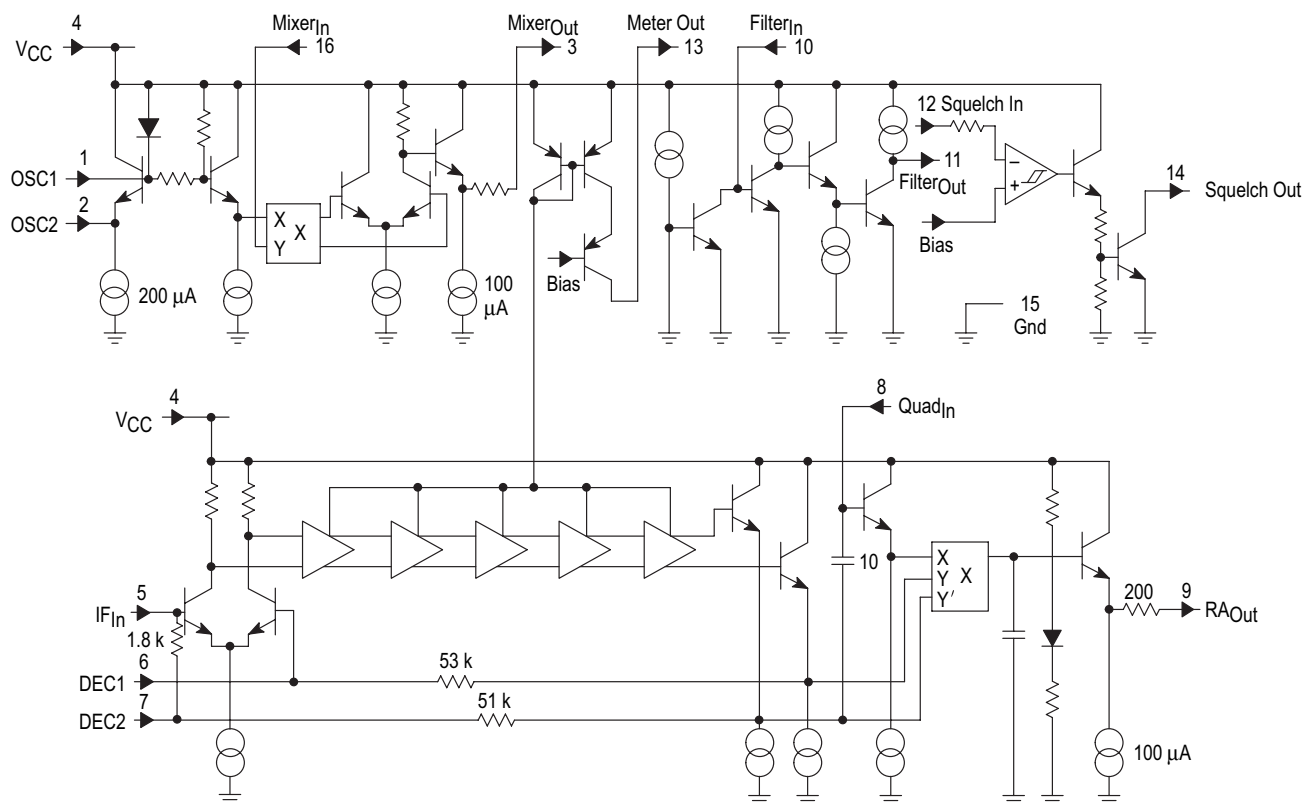 4
VCC
MixerIn
16
MixerOut
3
Meter Out
13
FilterIn
10
12 Squelch In
1
OSC1
2
OSC2
200 µA
X
Y
X
100
µA
Bias
11
FilterOut
−
+
Bias
14
Squelch Out
15
Gnd
4
VCC
8
QuadIn
10
X
Y
Y′
X
5
IFIn
1.8 k
200
9
RAOut
6
DEC1
53 k
7
DEC2
51 k
100 µA